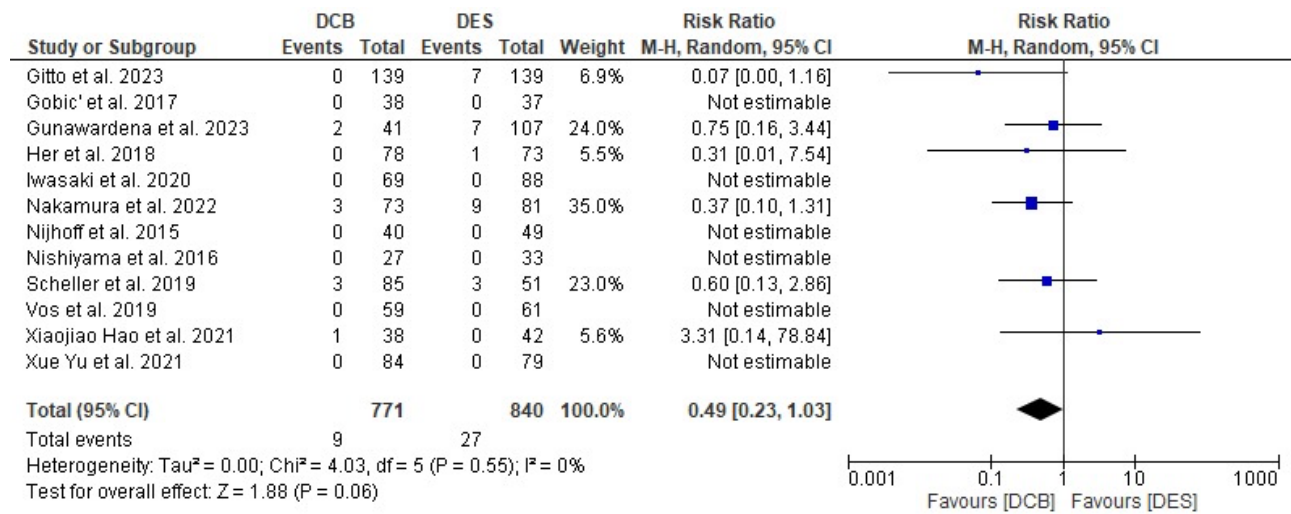 DCB DES Risk Ratio Risk Ratio
Study or Subgroup Events Total Events Total Weight M-H, Random, 95% CI M-H, Random, 95% CI
Gitto et al. 2023 0 139 7 139 6.9% 0.07 [0.00, 1.16]
Gobic' et al. 2017 0 38 0 37 Not estimable
Gunawardena et al. 2023 2 41 7 107 24.0% 0.75 [0.16, 3.44]
Her et al. 2018 0 78 1 73 5.5% 0.31 [0.01, 7.54]
Iwasaki et al. 2020 0 69 0 88 Not estimable
Nakamura et al. 2022 3 73 9 81 35.0% 0.37 [0.10, 1.31]
Nijhoff et al. 2015 0 40 0 49 Not estimable
Nishiyama et al. 2016 0 27 0 33 Not estimable
Scheller et al. 2019 3 85 3 51 23.0% 0.60 [0.13, 2.86]
Vos et al. 2019 0 59 0 61 Not estimable
Xiaojiao Hao et al. 2021 1 38 0 42 5.6% 3.31 [0.14, 78.84]
Xue Yu et al. 2021 0 84 0 79 Not estimable
Total (95% CI) 771 840 100.0% 0.49 [0.23, 1.03]
Total events 9 27
Heterogeneity: Tau² = 0.00; Chi² = 4.03, df = 5 (P = 0.55); I² = 0%
Test for overall effect: Z = 1.88 (P = 0.06)
0.001 0.1 1 10 1000
Favours [DCB] Favours [DES]